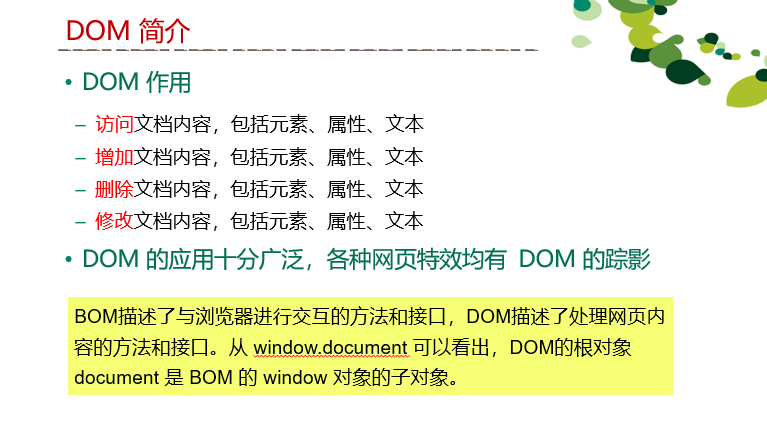 DOM 简介
• DOM 作用
– 访问文档内容，包括元素、属性、文本
– 增加文档内容，包括元素、属性、文本
– 删除文档内容，包括元素、属性、文本
– 修改文档内容，包括元素、属性、文本
• DOM 的应用十分广泛，各种网页特效均有 DOM 的踪影
BOM描述了与浏览器进行交互的方法和接口，DOM描述了处理网页内
容的方法和接口。从 window.document 可以看出，DOM的根对象
document 是 BOM 的 window 对象的子对象。